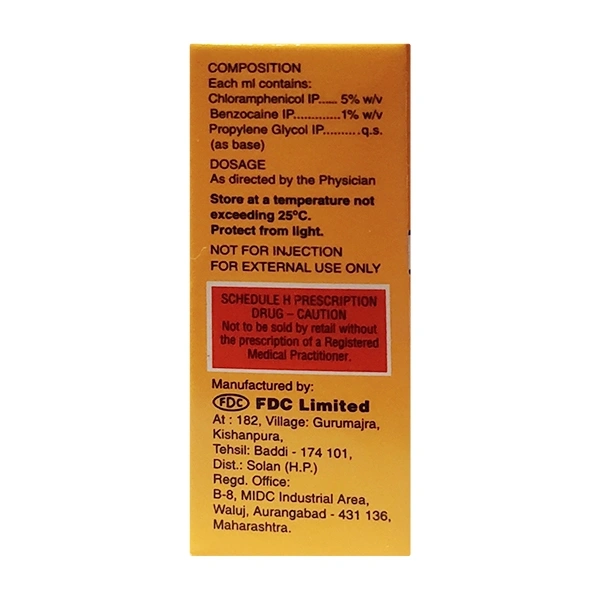 COMPOSITION
Each ml contains:
Chloramphenicol IP...... 5% w/v
Benzocaine IP.............1% w/v
Propylene Glycol IP..........q.s.
(as base)
DOSAGE
As directed by the Physician
Store at a temperature not
exceeding 25°C.
Protect from light.
NOT FOR INJECTION
FOR EXTERNAL USE ONLY
SCHEDULE H PRESCRIPTION
DRUG – CAUTION
Not to be sold by retail without
the prescription of a Registered
Medical Practitioner.
Manufactured by:
FDC FDC Limited
At : 182, Village: Gurumajra,
Kishanpura,
Tehsil: Baddi - 174 101,
Dist.: Solan (H.P.)
Regd. Office:
B-8, MIDC Industrial Area,
Waluj, Aurangabad - 431 136,
Maharashtra.